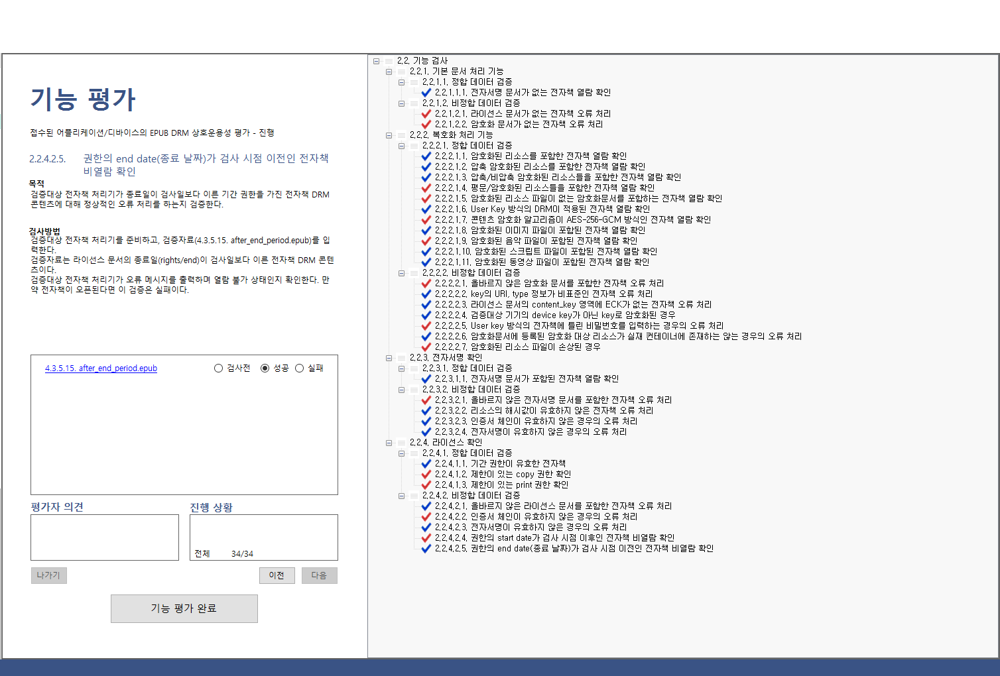 기능 평가
접수된 어플리케이션/디바이스의 EPUB DRM 상호운용성 평가 - 진행
2.2.4.2.5. 권한의 end date(종료 날짜)가 검사 시점 이전인 전자책
비열람 확인
목적
검증대상 전자책 처리기가 종료일이 검사일보다 이른 기간 권한을 가진 전자책 DRM
콘텐츠에 대해 정상적인 오류 처리를 하는지 검증한다.
검사방법
검증대상 전자책 처리기를 준비하고, 검증자료(4.3.5.15. after_end_period.epub)를 입
력한다.
검증자료는 라이선스 문서의 종료일(rights/end)이 검사일보다 이른 전자책 DRM 콘텐
츠이다.
검증대상 전자책 처리기가 오류 메시지를 출력하며 열람 불가 상태인지 확인한다. 만
약 전자책이 오픈된다면 이 검증은 실패이다.
4.3.5.15. after_end_period.epub 검사전 성공 실패
평가자 의견
진행 상황
전체 34/34
나가기 이전 다음
기능 평가 완료
2.2. 기능 검사
2.2.1. 기본 문서 처리 기능
2.2.1.1. 정합 데이터 검증
2.2.1.1.1. 전자서명 문서가 없는 전자책 열람 확인
2.2.1.2. 비정합 데이터 검증
2.2.1.2.1. 라이선스 문서가 없는 전자책 오류 처리
2.2.1.2.2. 암호화 문서가 없는 전자책 오류 처리
2.2.2. 복호화 처리 기능
2.2.2.1. 정합 데이터 검증
2.2.2.1.1. 암호화된 리소스를 포함한 전자책 열람 확인
2.2.2.1.2. 압축 암호화된 리소스를 포함한 전자책 열람 확인
2.2.2.1.3. 압축/비압축 암호화된 리소스들을 포함한 전자책 열람 확인
2.2.2.1.4. 평문/암호화된 리소스들을 포함한 전자책 열람 확인
2.2.2.1.5. 암호화된 리소스 파일이 없는 암호화문서를 포함하는 전자책 열람 확인
2.2.2.1.6. User Key 방식의 DRM이 적용된 전자책 열람 확인
2.2.2.1.7. 콘텐츠 암호화 알고리즘이 AES-256-GCM 방식인 전자책 열람 확인
2.2.2.1.8. 암호화된 이미지 파일이 포함된 전자책 열람 확인
2.2.2.1.9. 암호화된 음악 파일이 포함된 전자책 열람 확인
2.2.2.1.10. 암호화된 스크립트 파일이 포함된 전자책 열람 확인
2.2.2.1.11. 암호화된 동영상 파일이 포함된 전자책 열람 확인
2.2.2.2. 비정합 데이터 검증
2.2.2.2.1. 올바르지 않은 암호화 문서를 포함한 전자책 오류 처리
2.2.2.2.2. key의 URI, type 정보가 비표준인 전자책 오류 처리
2.2.2.2.3. 라이선스 문서의 content_key 영역에 ECK가 없는 전자책 오류 처리
2.2.2.2.4. 검증대상 기기의 device key가 아닌 key로 암호화된 경우
2.2.2.2.5. User key 방식의 전자책에 틀린 비밀번호를 입력하는 경우의 오류 처리
2.2.2.2.6. 암호화문서에 등록된 암호화 대상 리소스가 실재 컨테이너에 존재하는 않는 경우의 오류 처리
2.2.2.2.7. 암호화된 리소스 파일이 손상된 경우
2.2.3. 전자서명 확인
2.2.3.1. 정합 데이터 검증
2.2.3.1.1. 전자서명 문서가 포함된 전자책 열람 확인
2.2.3.2. 비정합 데이터 검증
2.2.3.2.1. 올바르지 않은 전자서명 문서를 포함한 전자책 오류 처리
2.2.3.2.2. 리소스의 해시값이 유효하지 않은 전자책 오류 처리
2.2.3.2.3. 인증서 체인이 유효하지 않은 경우의 오류 처리
2.2.3.2.4. 전자서명이 유효하지 않은 경우의 오류 처리
2.2.4. 라이선스 확인
2.2.4.1. 정합 데이터 검증
2.2.4.1.1. 기간 권한이 유효한 전자책
2.2.4.1.2. 제한이 있는 copy 권한 확인
2.2.4.1.3. 제한이 있는 print 권한 확인
2.2.4.2. 비정합 데이터 검증
2.2.4.2.1. 올바르지 않은 라이선스 문서를 포함한 전자책 오류 처리
2.2.4.2.2. 인증서 체인이 유효하지 않은 경우의 오류 처리
2.2.4.2.3. 전자서명이 유효하지 않은 경우의 오류 처리
2.2.4.2.4. 권한의 start date가 검사 시점 이후인 전자책 비열람 확인
2.2.4.2.5. 권한의 end date(종료 날짜)가 검사 시점 이전인 전자책 비열람 확인